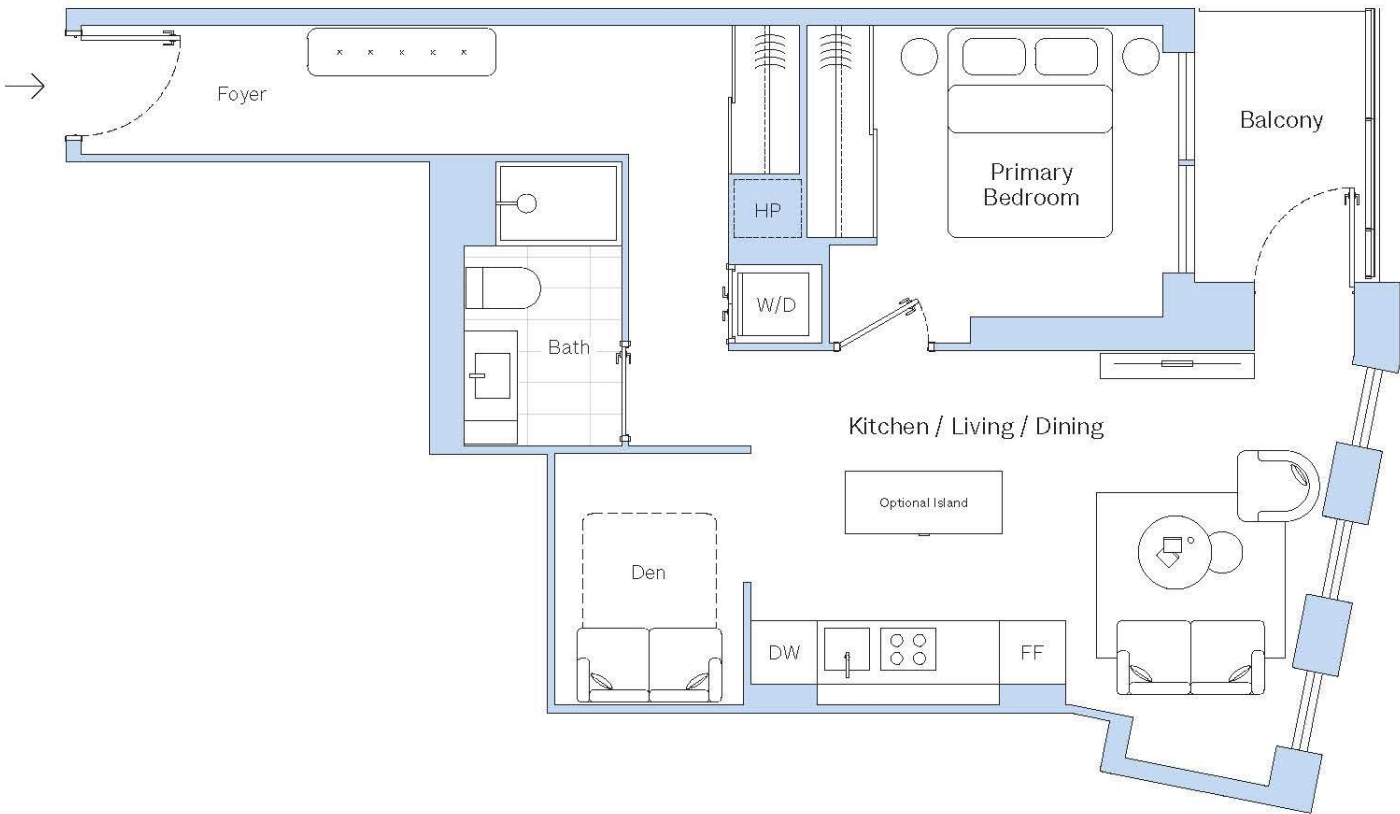 Foyer
Balcony
Primary
Bedroom
HP
W/D
Bath
Kitchen / Living / Dining
Optional Island
Den
DW
FF